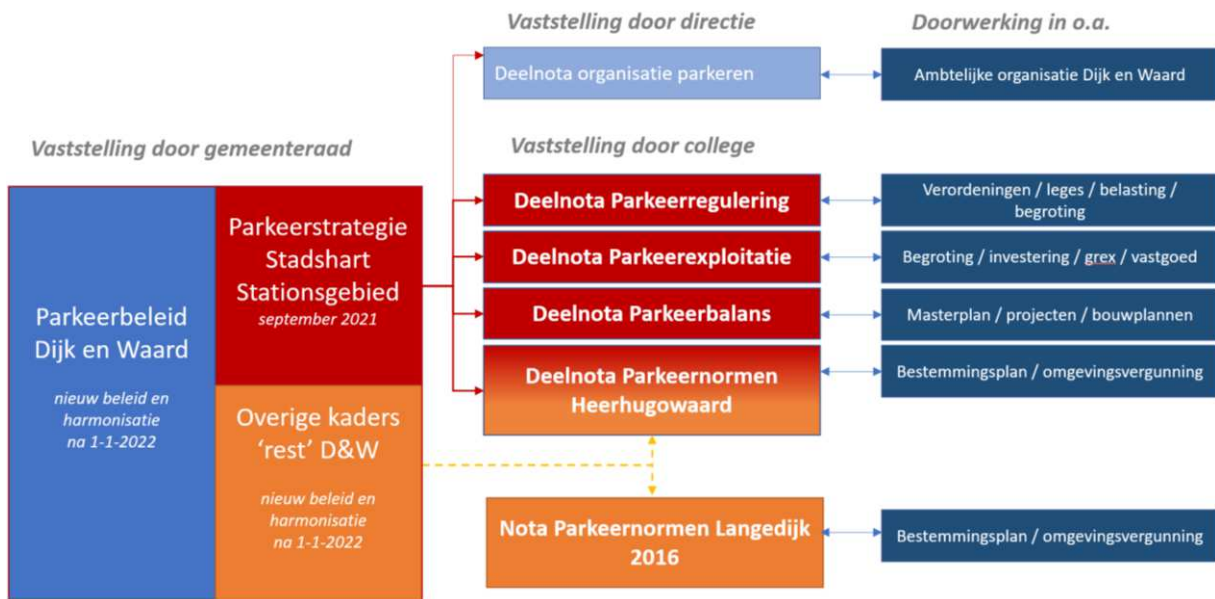 Vaststelling door directie
Doorwerking in o.a.
Deelnota organisatie parkeren
Ambtelijke organisatie Dijk en Waard
Vaststelling door gemeenteraad
Vaststelling door college
Parkeerbeleid
Dijk en Waard
nieuw beleid en
harmonisatie
na 1-1-2022
Parkeerstrategie
Stadshart
Stationsgebied
september 2021
Overige kaders
‘rest’ D&W
nieuw beleid en
harmonisatie
na 1-1-2022
Deelnota Parkeerregulering
Verordeningen / leges / belasting /
begroting
Deelnota Parkeerexploitatie
Begroting / investering / grex / vastgoed
Deelnota Parkeerbalans
Masterplan / projecten / bouwplannen
Deelnota Parkeernormen
Heerhugowaard
Bestemmingsplan / omgevingsvergunning
Nota Parkeernormen Langedijk
2016
Bestemmingsplan / omgevingsvergunning